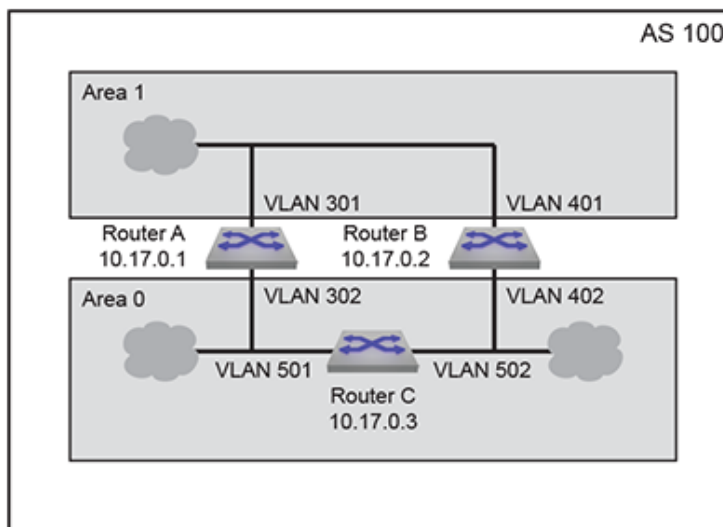 AS 100
Area 1
VLAN 301
VLAN 401
Router A
10.17.0.1
Router B
10.17.0.2
Area 0
VLAN 302
VLAN 402
VLAN 501
VLAN 502
Router C
10.17.0.3